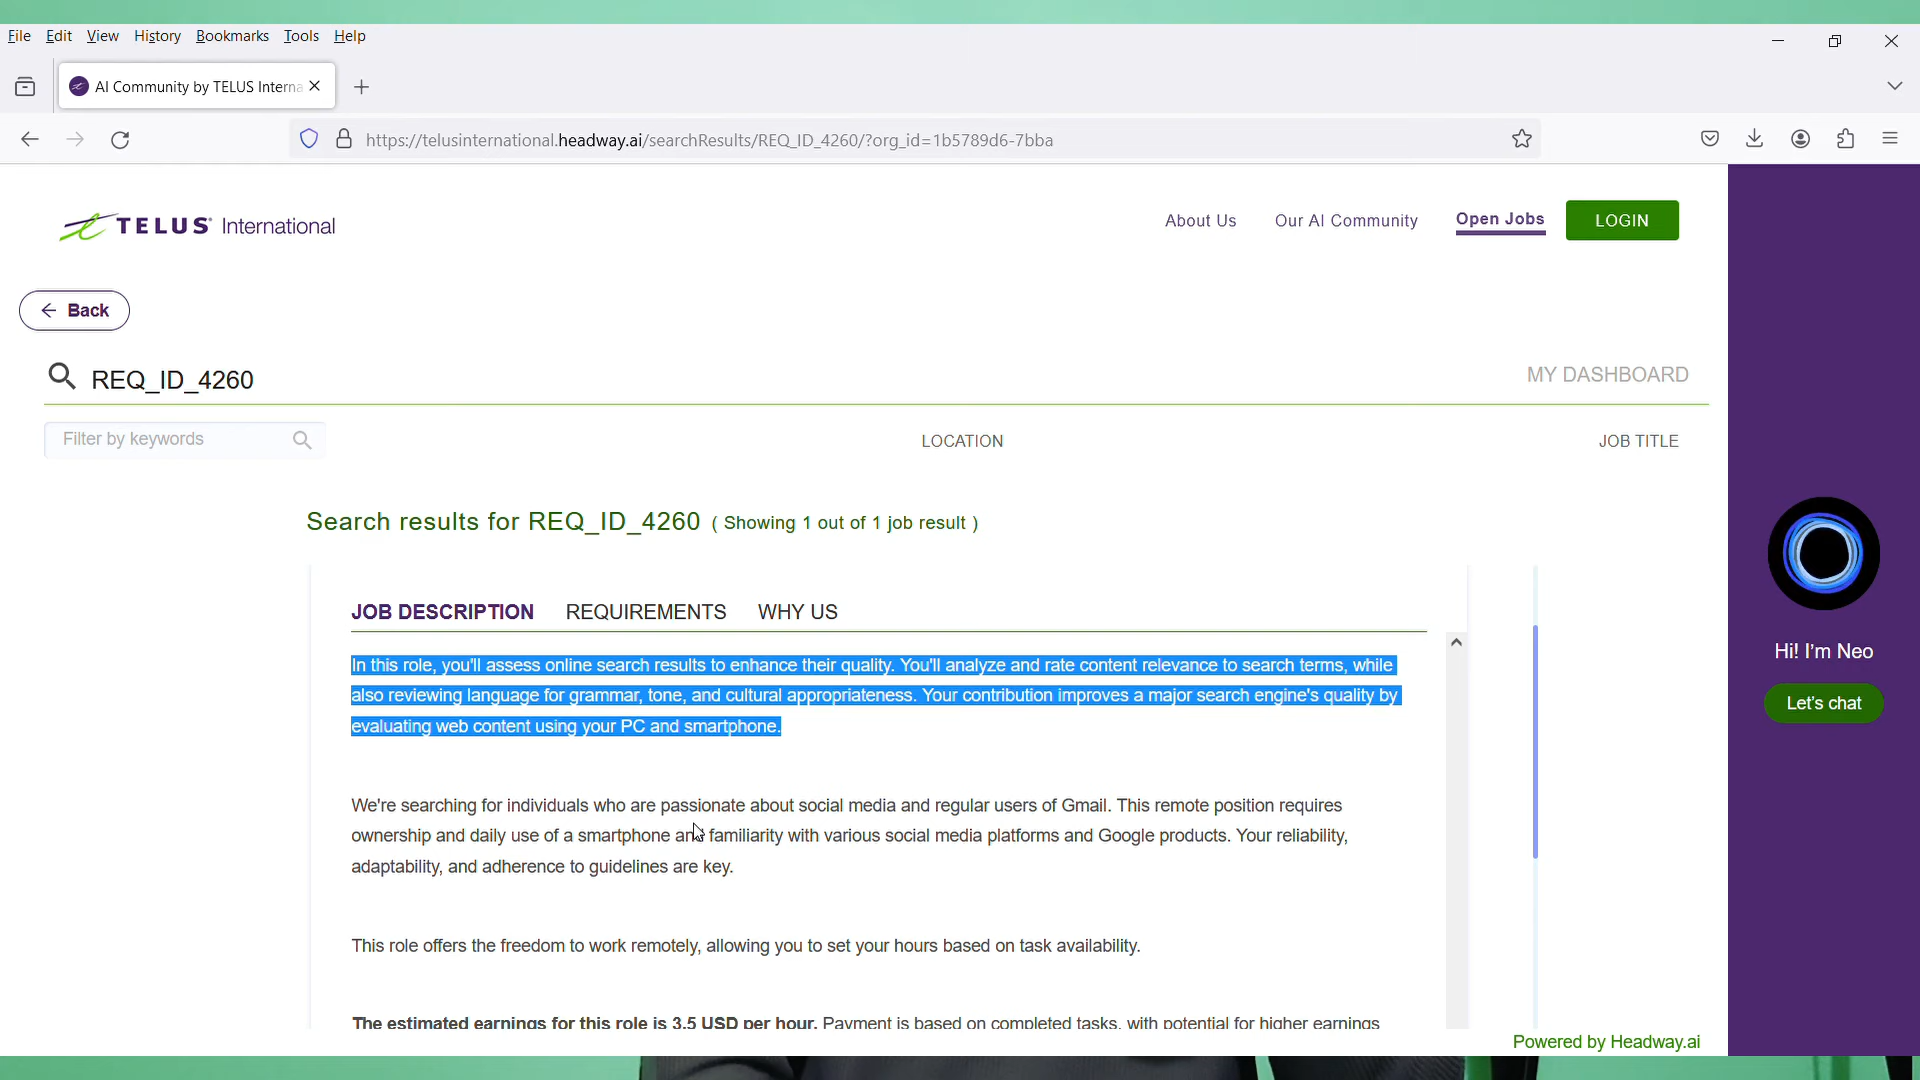 File Edit View History Bookmarks Tools Help
AI Community by TELUS Interna
https://telusinternational.headway.ai/searchResults/REQ_ID_4260/?org_id=1b5789d6-7bba
TELUS International
About Us Our AI Community Open Jobs LOGIN
Back
REQ_ID_4260
MY DASHBOARD
Filter by keywords
LOCATION
JOB TITLE
Search results for REQ_ID_4260 ( Showing 1 out of 1 job result )
JOB DESCRIPTION REQUIREMENTS WHY US
In this role, you'll assess online search results to enhance their quality. You'll analyze and rate content relevance to search terms, while
also reviewing language for grammar, tone, and cultural appropriateness. Your contribution improves a major search engine's quality by
evaluating web content using your PC and smartphone.
We're searching for individuals who are passionate about social media and regular users of Gmail. This remote position requires
ownership and daily use of a smartphone and familiarity with various social media platforms and Google products. Your reliability,
adaptability, and adherence to guidelines are key.
This role offers the freedom to work remotely, allowing you to set your hours based on task availability.
The estimated earnings for this role is 3.5 USD per hour. Payment is based on completed tasks, with potential for higher earnings
Hi! I'm Neo
Let's chat
Powered by Headway.ai